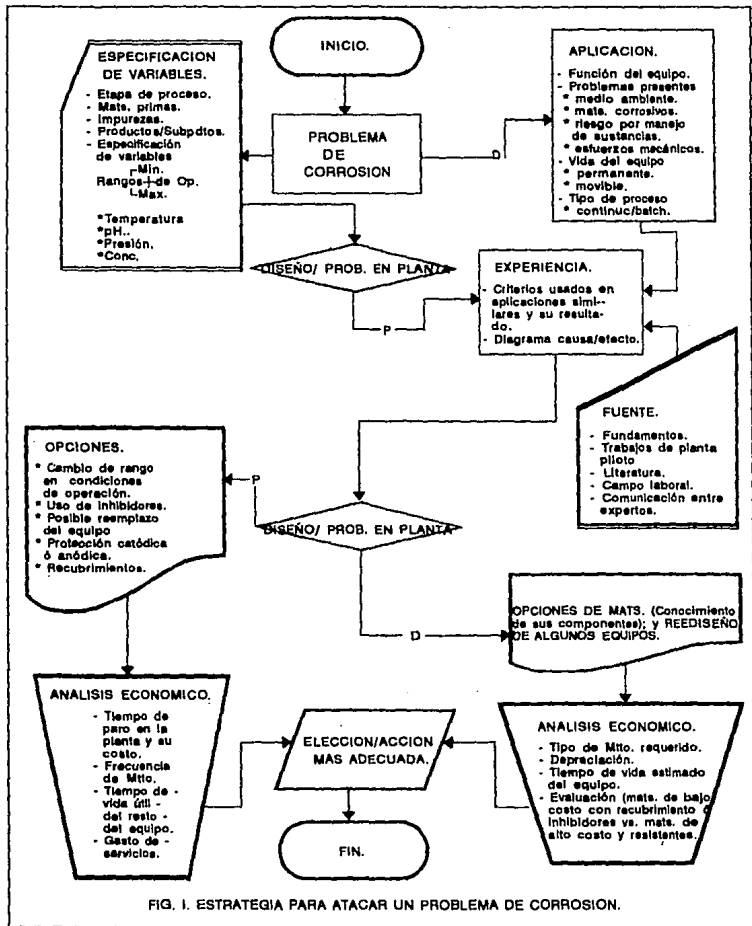 INICIO.
ESPECIFICACION
DE VARIABLES.
- Etapa de proceso.
- Mats. primas.
- Impurezas.
- Productos/Subpdtos.
- Especificación
de variables
Min.
Rangos de Op.
Max.
*Temperatura
*pH..
*Presión.
*Conc.
PROBLEMA
DE
CORROSION
D
APLICACION.
- Función del equipo.
- Problemas presentes
* medio ambiente.
* mats. corrosivos.
* riesgo por manejo
de sustancias.
* esfuerzos mecánicos.
- Vida del equipo
* permanente.
* movible.
- Tipo de proceso
* continuc/batch.
DISEÑO/ PROB. EN PLANTA
P
EXPERIENCIA.
- Criterios usados en
aplicaciones simi--
lares y su resulta-
do.
- Diagrama causa/efecto.
FUENTE.
- Fundamentos.
- Trabajos de planta
piloto
- Literatura.
- Campo laboral.
- Comunicación entre
expertos.
OPCIONES.
* Cambio de rango
en condiciones
de operación.
* Uso de inhibidores.
* Posible reemplazo
del equipo
* Protección catódica
ó anódica.
* Recubrimientos.
P
DISEÑO/ PROB. EN PLANTA
D
OPCIONES DE MATS. (Conocimiento
de sus componentes); y REEDISEÑO
DE ALGUNOS EQUIPOS.
ANALISIS ECONOMICO.
- Tiempo de
paro en la
planta y su
costo.
- Frecuencia
de Mtto.
- Tiempo de -
vida útil -
del resto -
del equipo.
- Gasto de -
servicios.
ELECCION/ACCION
MAS ADECUADA.
ANALISIS ECONOMICO.
- Tipo de Mtto. requerido.
- Depreciación.
- Tiempo de vida estimado
del equipo.
- Evaluación (mats. de bajo
costo con recubrimiento ó
inhibidores vs. mats. de
alto costo y resistentes.
FIN.
FIG. I. ESTRATEGIA PARA ATACAR UN PROBLEMA DE CORROSION.